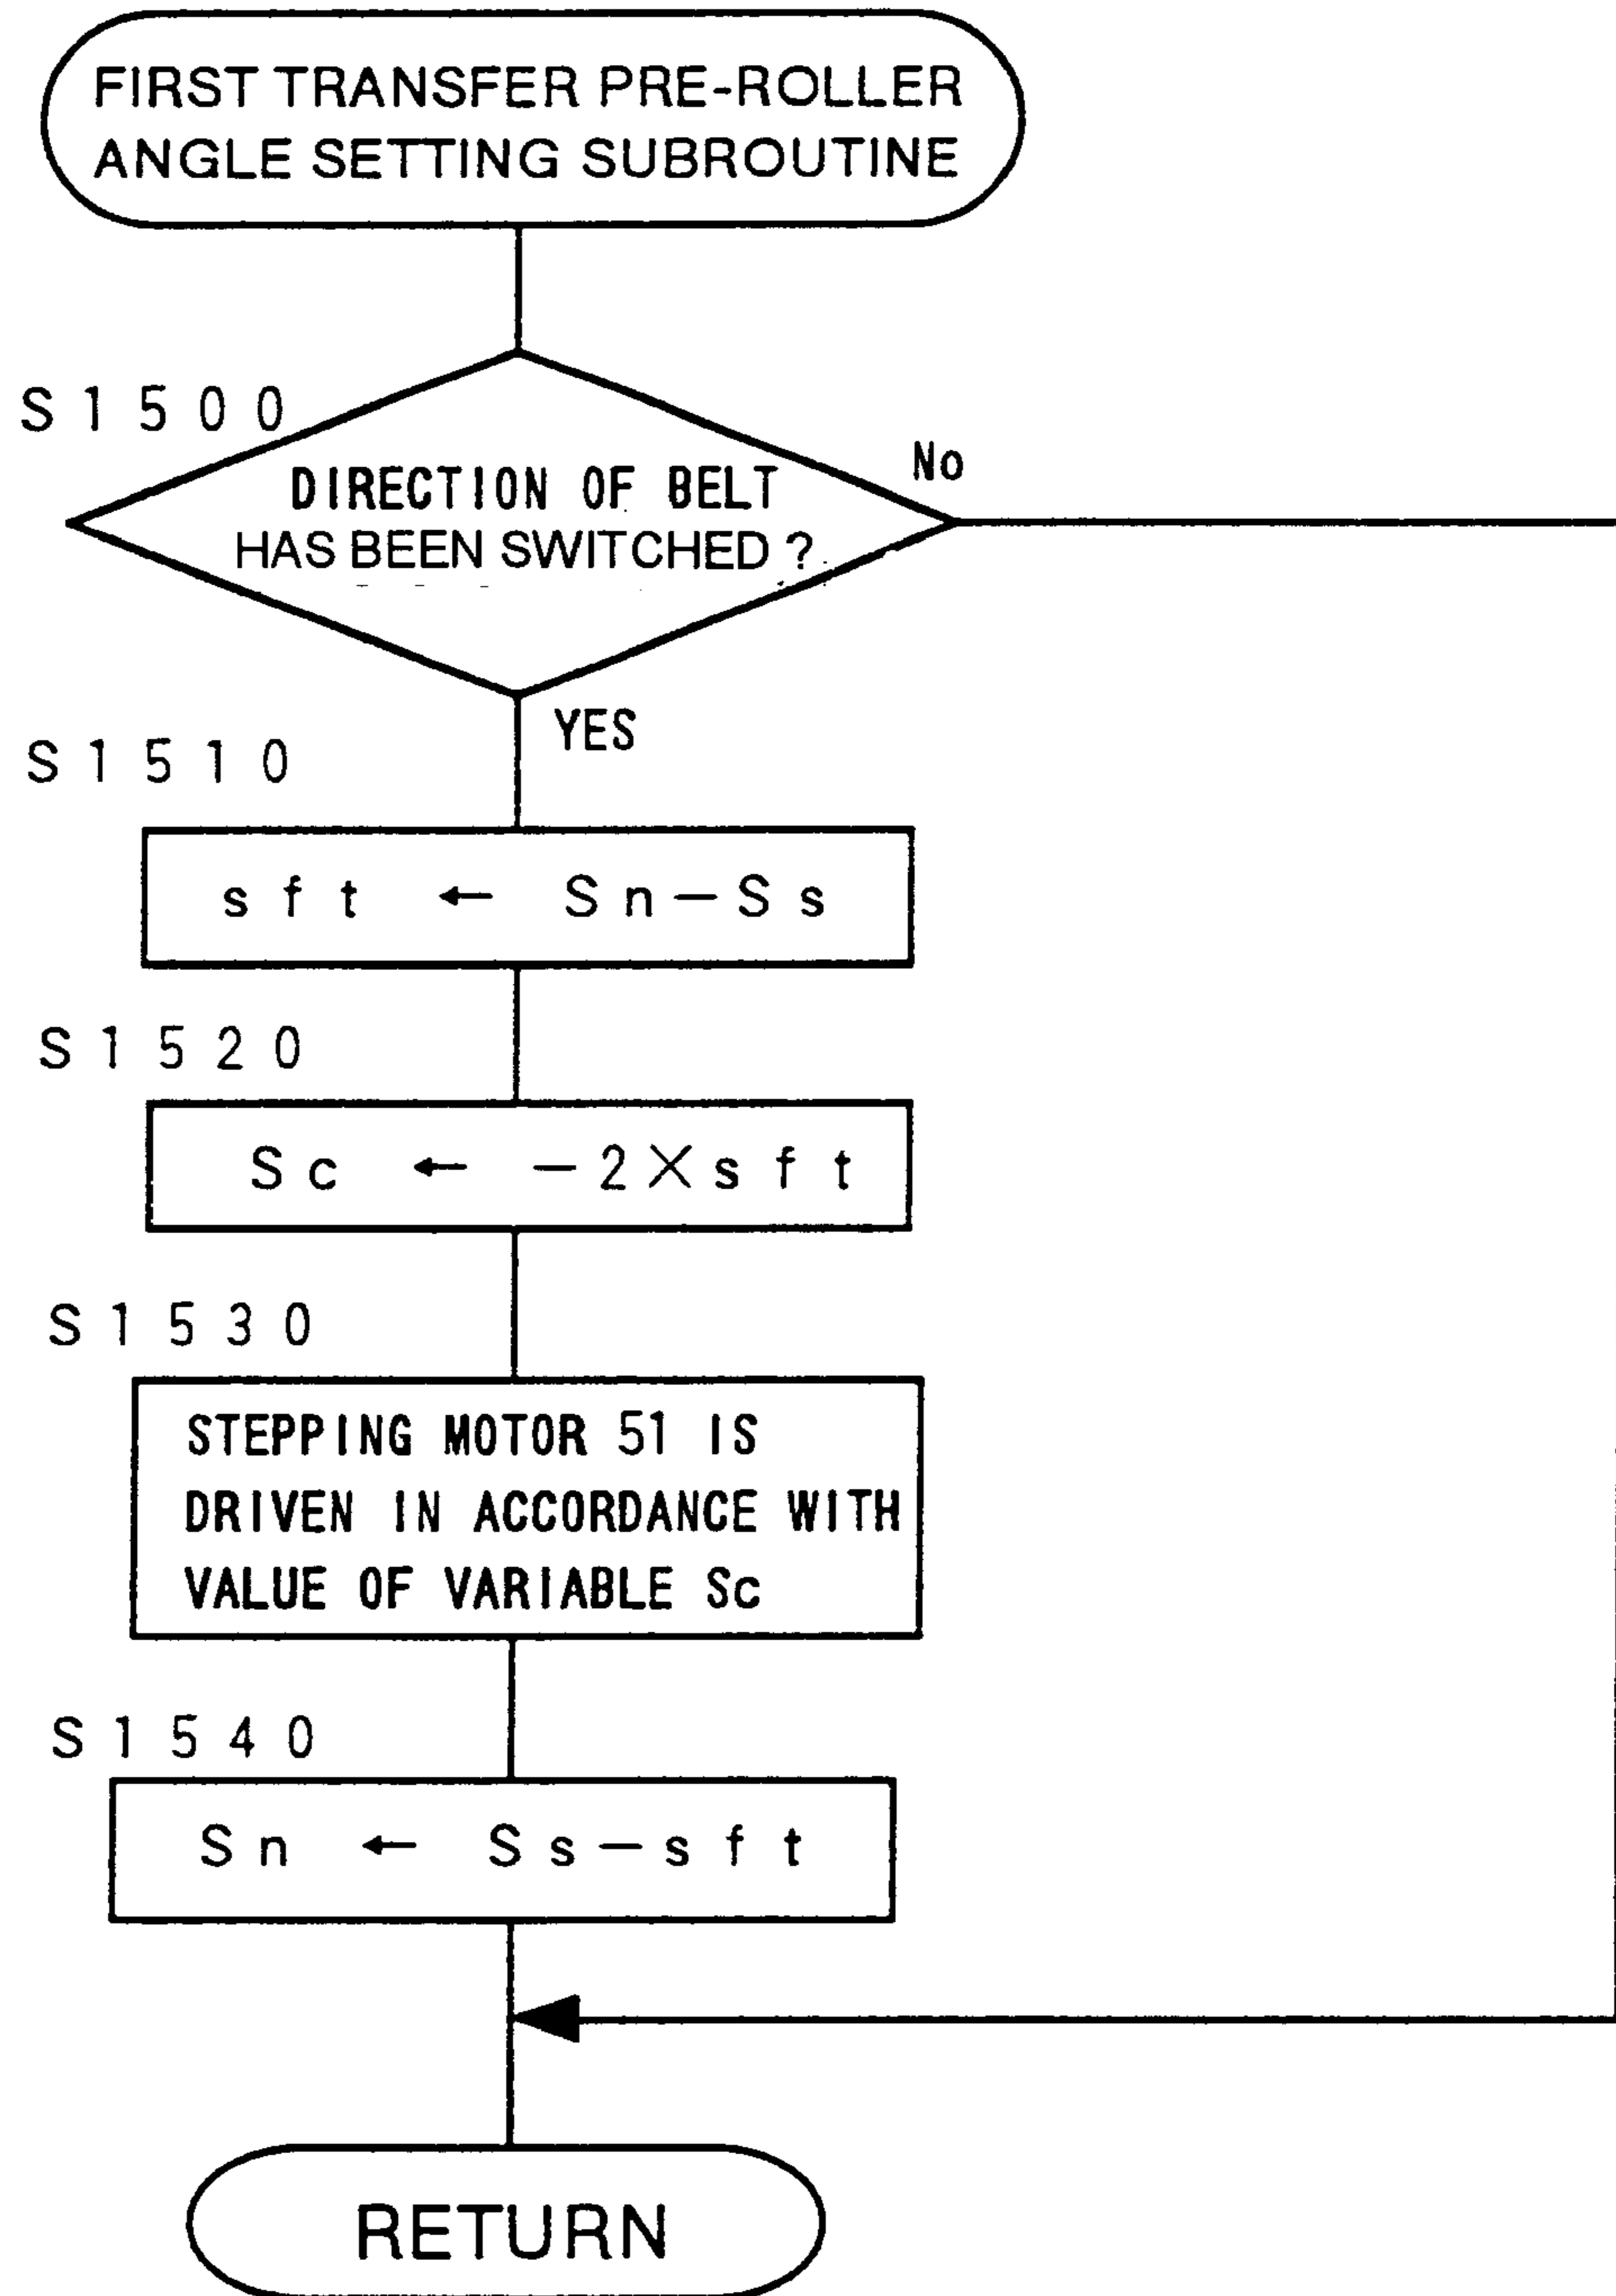 FIRST TRANSFER PRE-ROLLER
ANGLE SETTING SUBROUTINE
S1500
DIRECTION OF BELT
HAS BEEN SWITCHED ?
No
YES
S1510
sft ← Sn-Ss
S1520
Sc ← -2×sft
S1530
STEPPING MOTOR 51 IS
DRIVEN IN ACCORDANCE WITH
VALUE OF VARIABLE Sc
S1540
Sn ← Ss-sft
RETURN